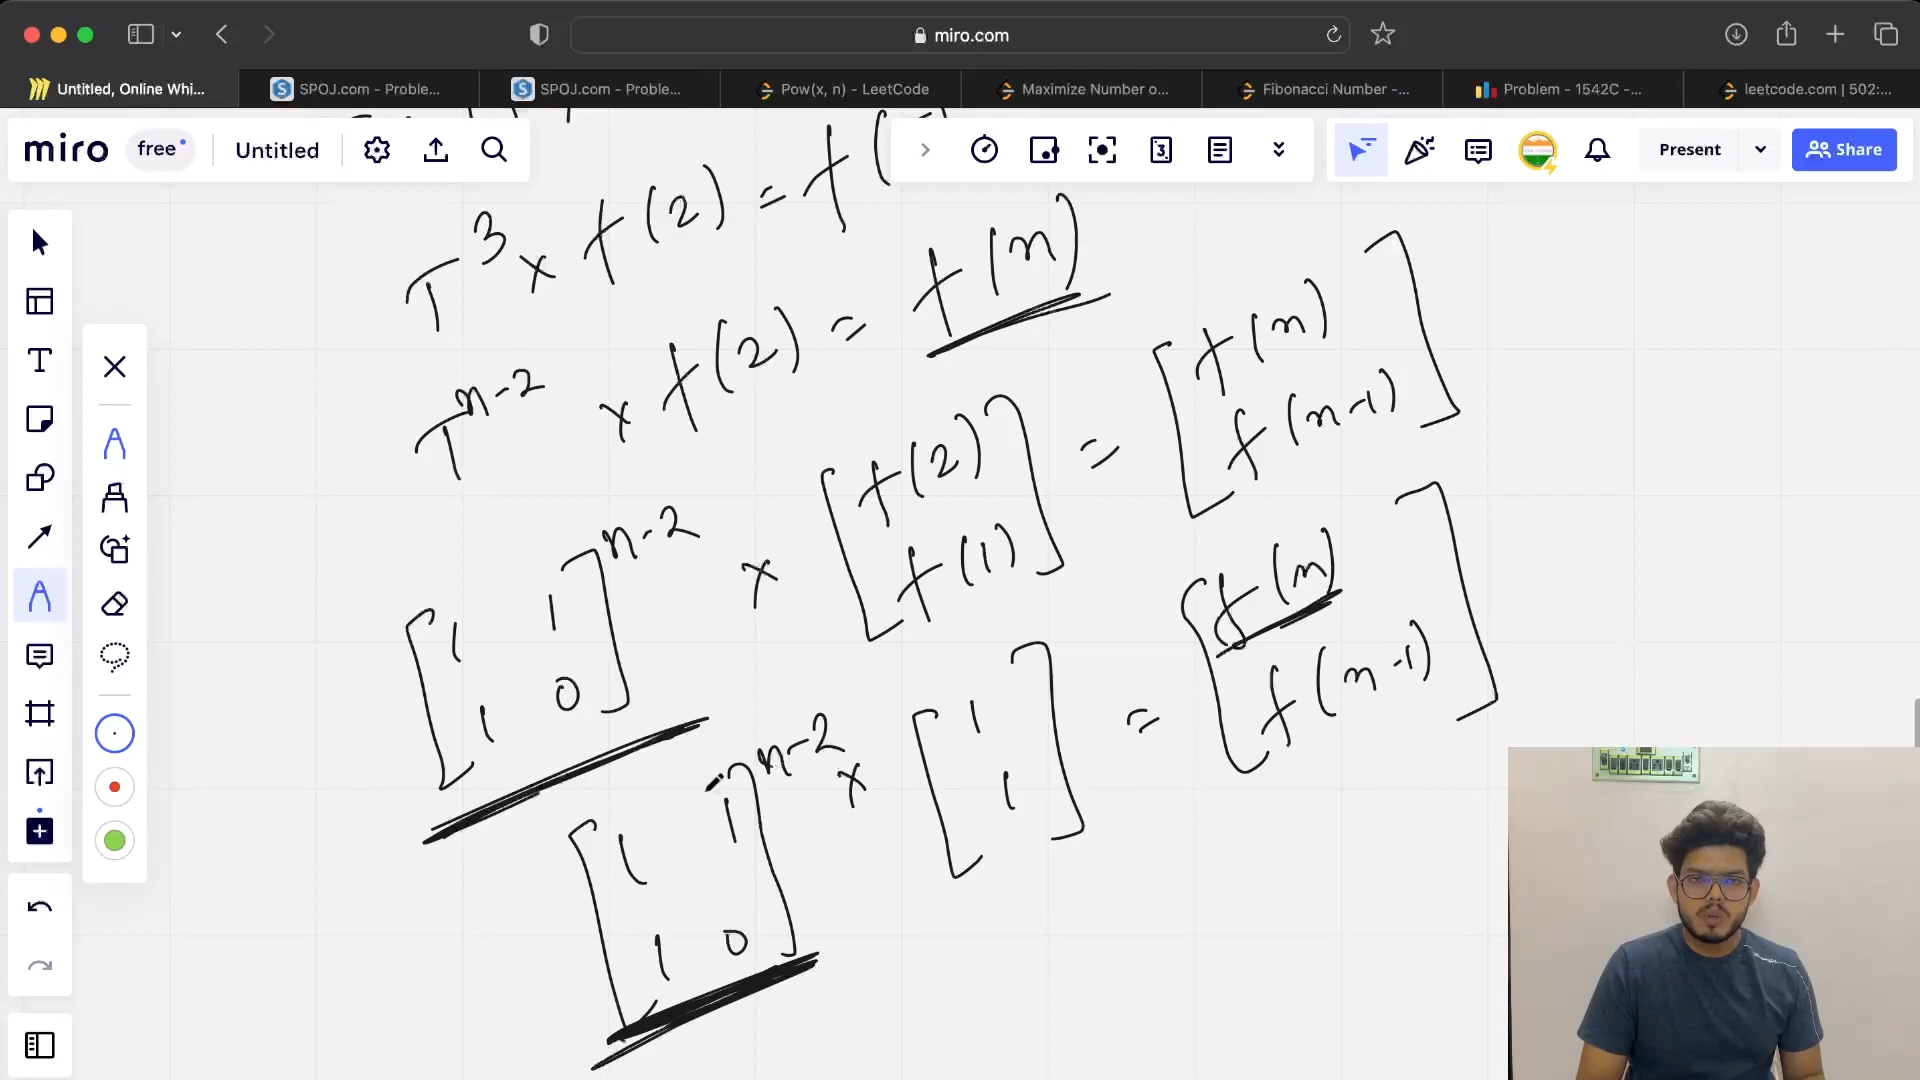 miro.com
Untitled, Online Whi...
SPOJ.com - Proble...
SPOJ.com - Proble...
Pow(x, n) - LeetCode
Maximize Number o...
Fibonacci Number -...
Problem - 1542C -...
leetcode.com | 502:...
miro
free
Untitled
3
Present
Share
T^3 x f(2) = f(
T^n-2 x f(2) = f(n)
[1 1
1 0]^n-2 x [f(2)
f(1)] = [f(n)
f(n-1)]
[1 1
1 0]^n-2 x [1
1] = [f(n)
f(n-1)]